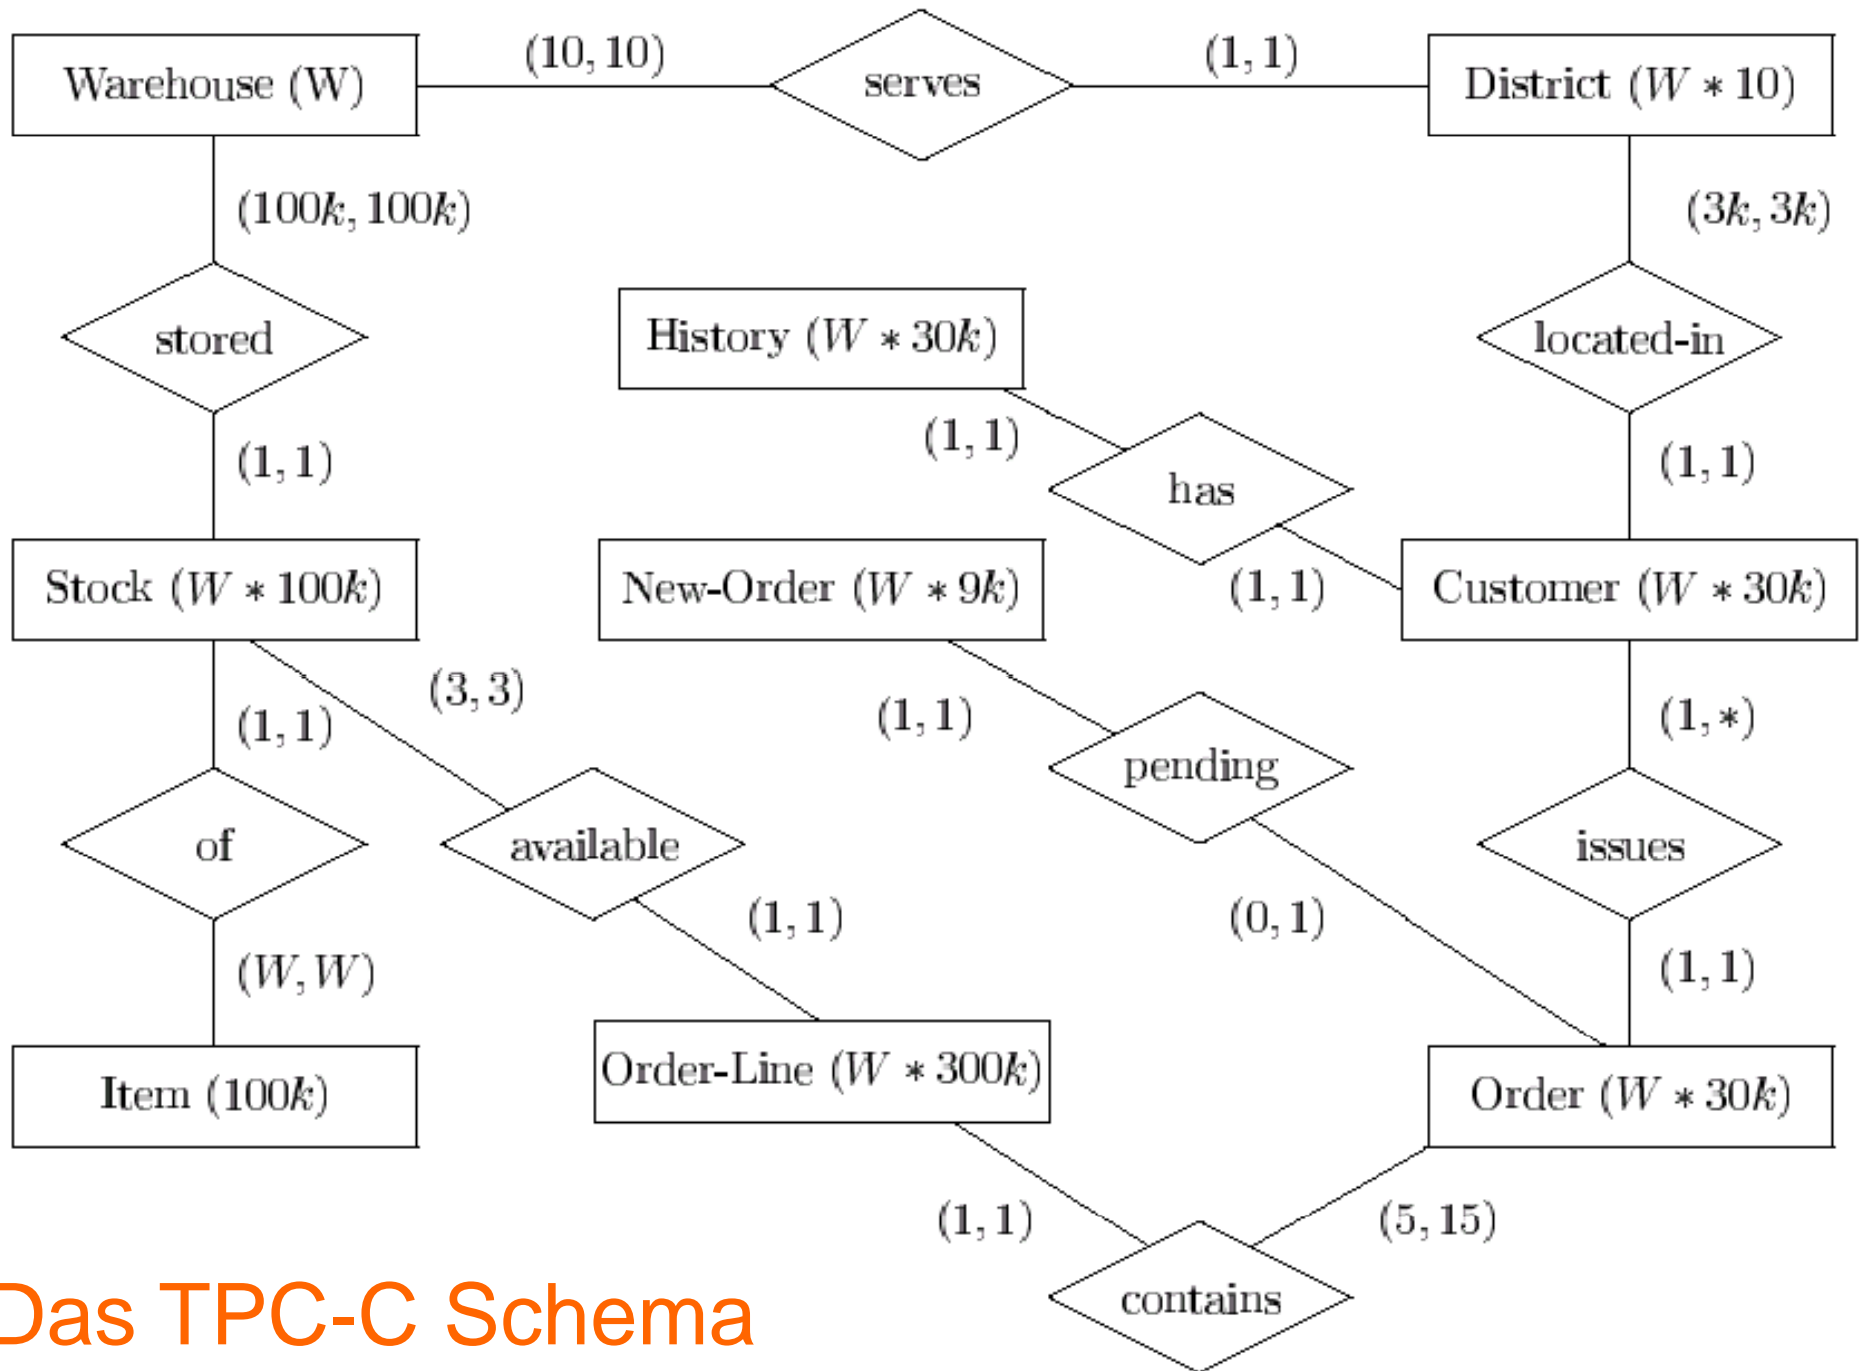 Warehouse (W)
(10, 10)
serves
(1, 1)
District (W ∗ 10)
(100k, 100k)
(3k, 3k)
stored
History (W ∗ 30k)
located-in
(1, 1)
(1, 1)
has
(1, 1)
Stock (W ∗ 100k)
New-Order (W ∗ 9k)
(1, 1)
Customer (W ∗ 30k)
(1, 1)
(3, 3)
(1, 1)
pending
(1, ∗)
of
available
issues
(1, 1)
(0, 1)
(W, W)
(1, 1)
Item (100k)
Order-Line (W ∗ 300k)
Order (W ∗ 30k)
(1, 1)
(5, 15)
contains
Das TPC-C Schema